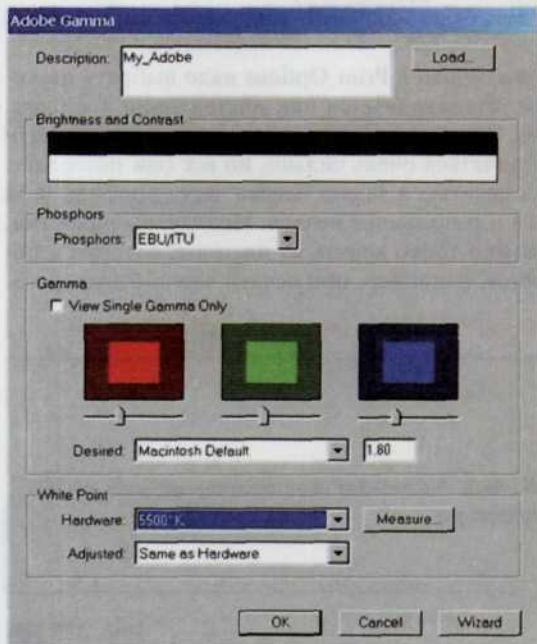 Adobe Gamma
Description: My_Adobe Load...
Brightness and Contrast
Phosphors
Phosphors: EBU/ITU
Gamma
View Single Gamma Only
Desired: Macintosh Default 1.80
White Point
Hardware: 5500°K Measure...
Adjusted: Same as Hardware
OK Cancel Wizard